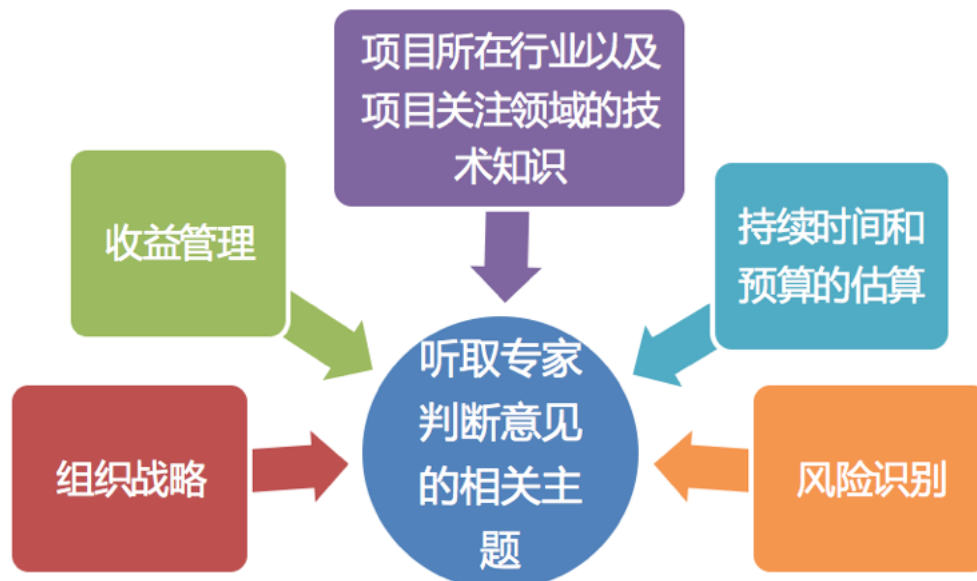 项目所在行业以及
项目关注领域的技
术知识
收益管理
持续时间和
预算的估算
听取专家
判断意见
的相关主
题
组织战略
风险识别